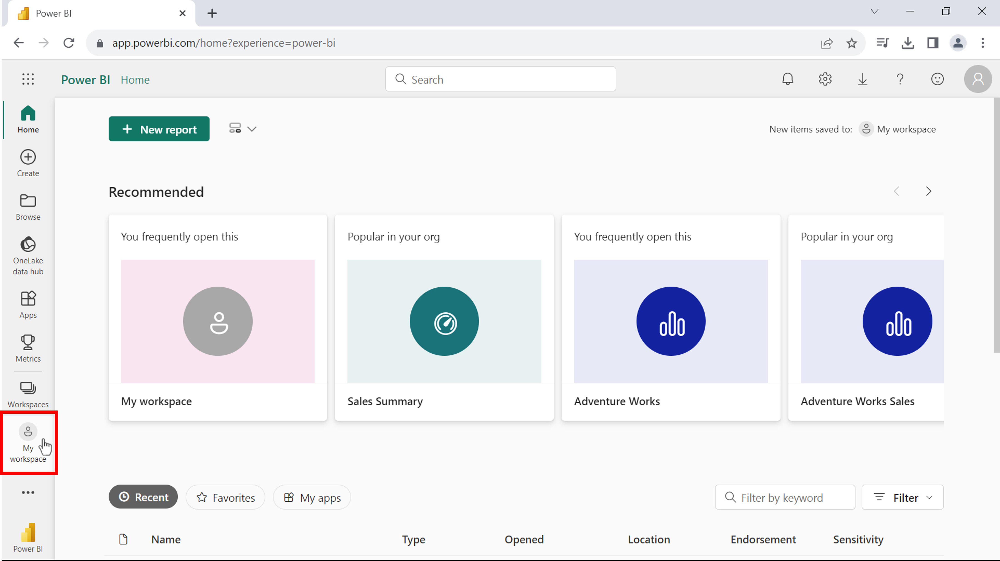 Power BI
app.powerbi.com/home?experience=power-bi
Power BI Home
Search
Home
Create
Browse
OneLake
data hub
Apps
Metrics
Workspaces
My
workspace
Power BI
New report
New items saved to: My workspace
Recommended
You frequently open this
My workspace
Popular in your org
Sales Summary
You frequently open this
Adventure Works
Popular in your org
Adventure Works Sales
Recent Favorites My apps
Filter by keyword Filter
Name Type Opened Location Endorsement Sensitivity